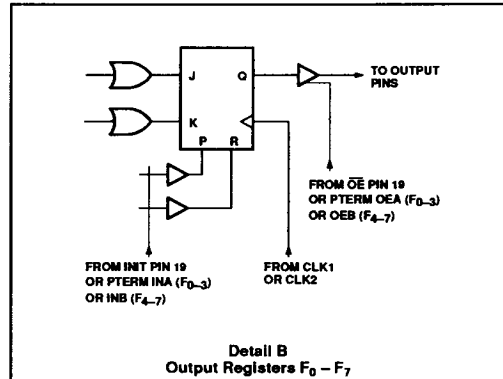 J
Q
TO OUTPUT
PINS
K
P R
FROM OE PIN 19
OR PTERM OEA (F0–3)
OR OEB (F4–7)
FROM INIT PIN 19
OR PTERM INA (F0–3)
OR INB (F4–7)
FROM CLK1
OR CLK2
Detail B
Output Registers F0 – F7